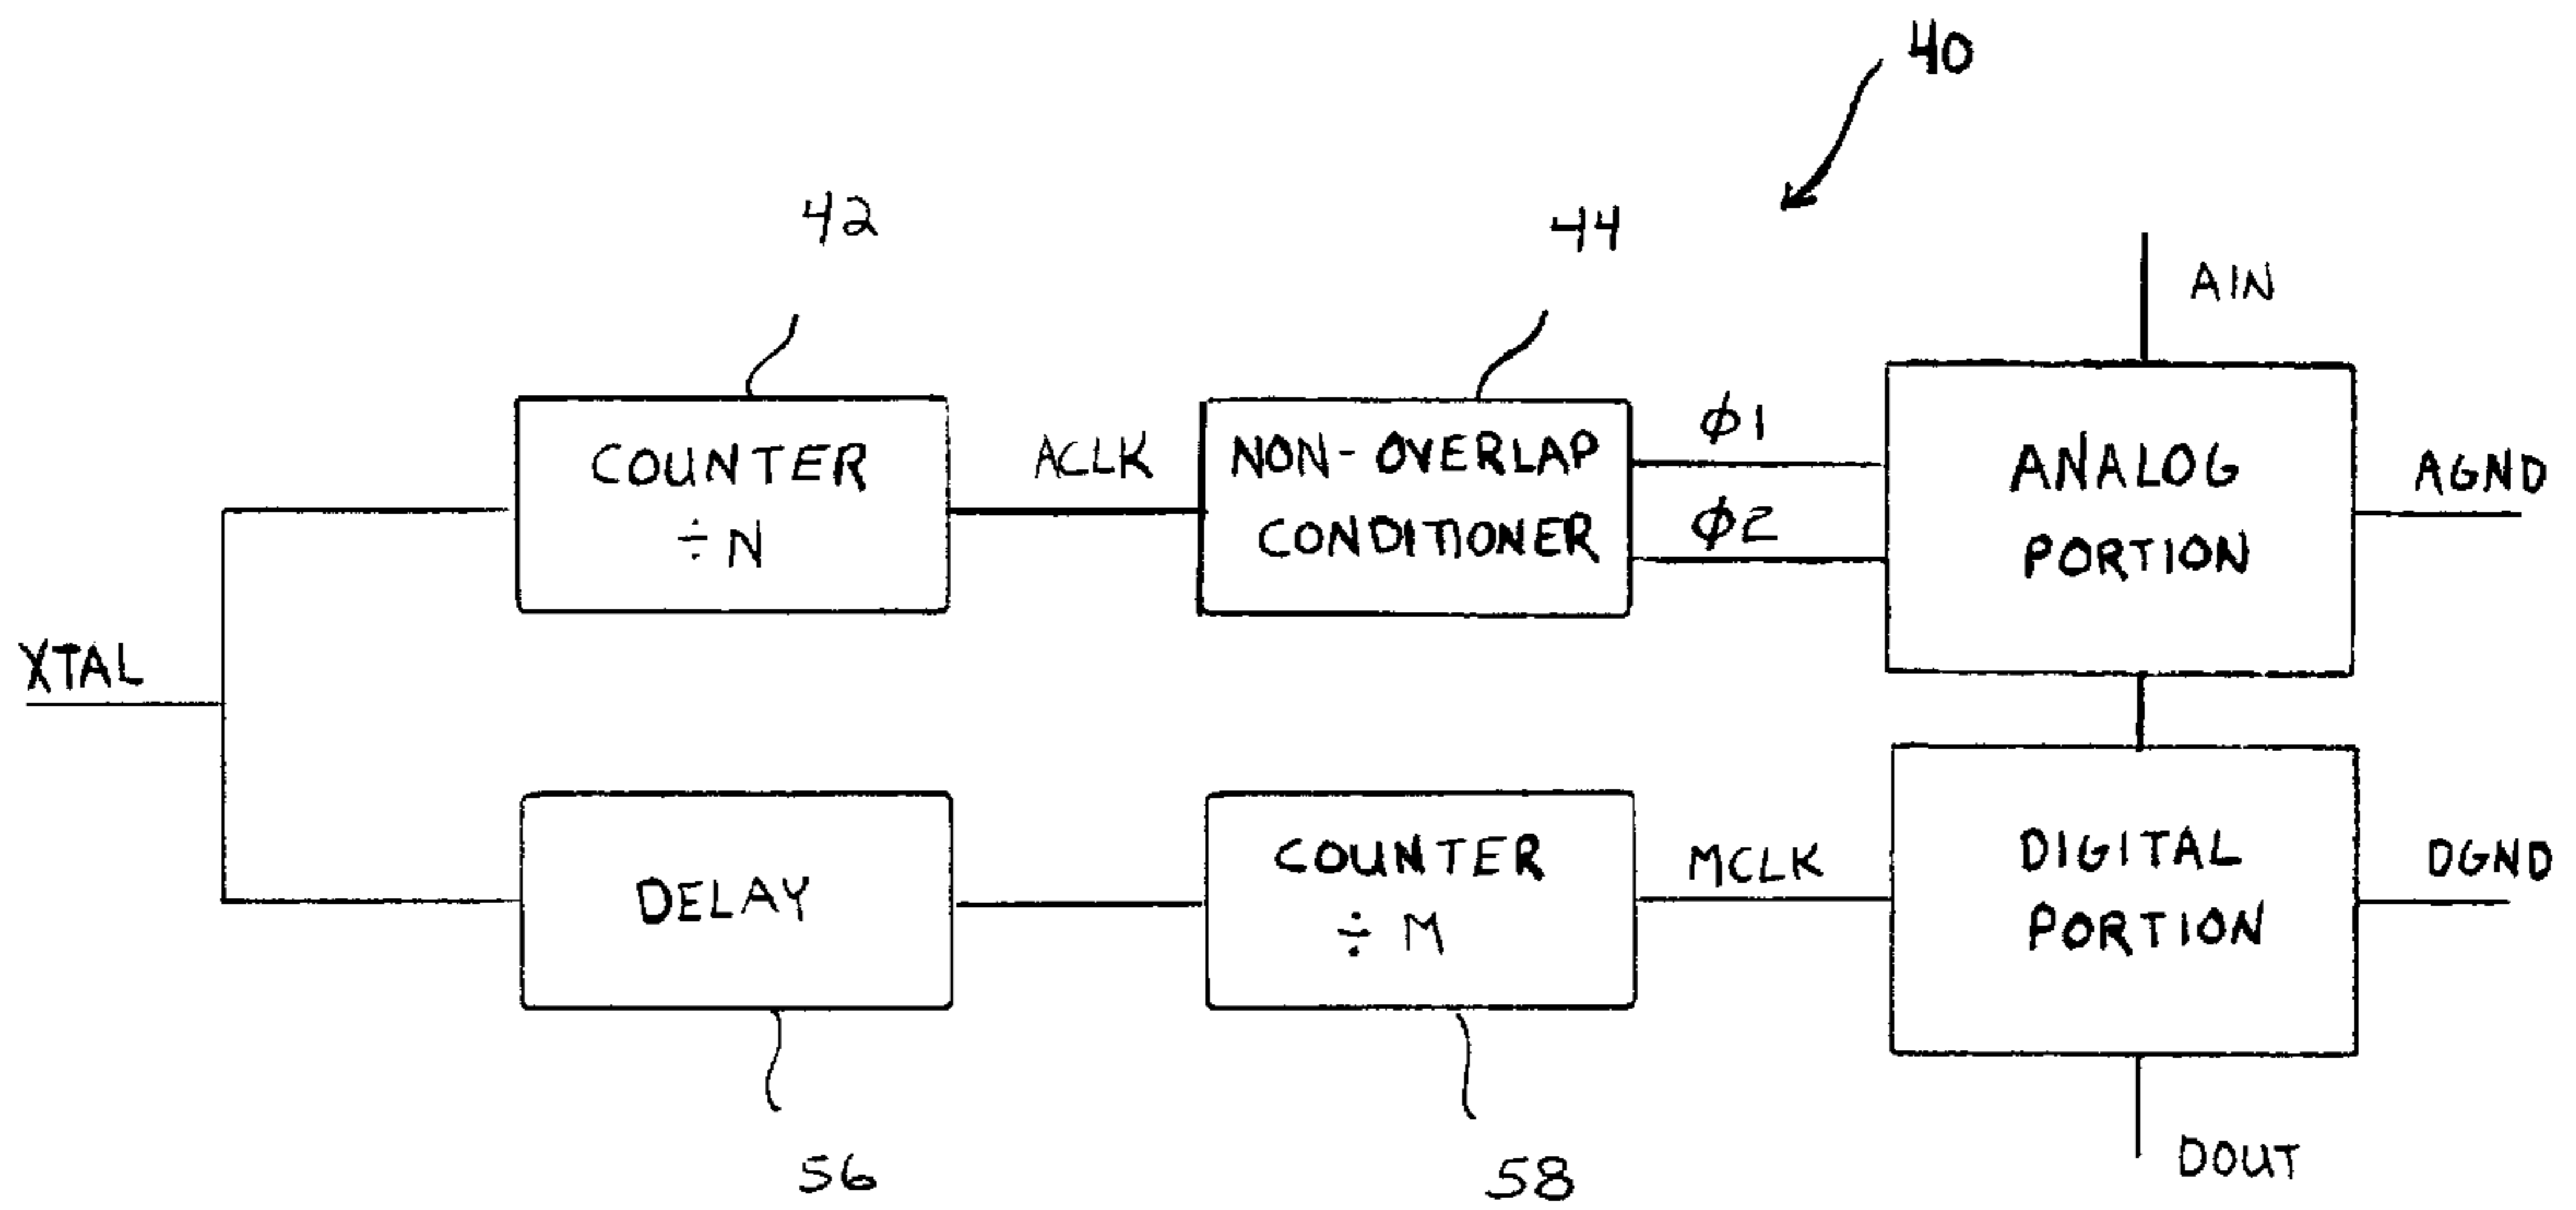 40
42
44
AIN
COUNTER
÷ N
ACLK
NON-OVERLAP
CONDITIONER
ϕ1
ϕ2
ANALOG
PORTION
AGND
XTAL
DELAY
COUNTER
÷ M
MCLK
DIGITAL
PORTION
DGND
56
58
DOUT